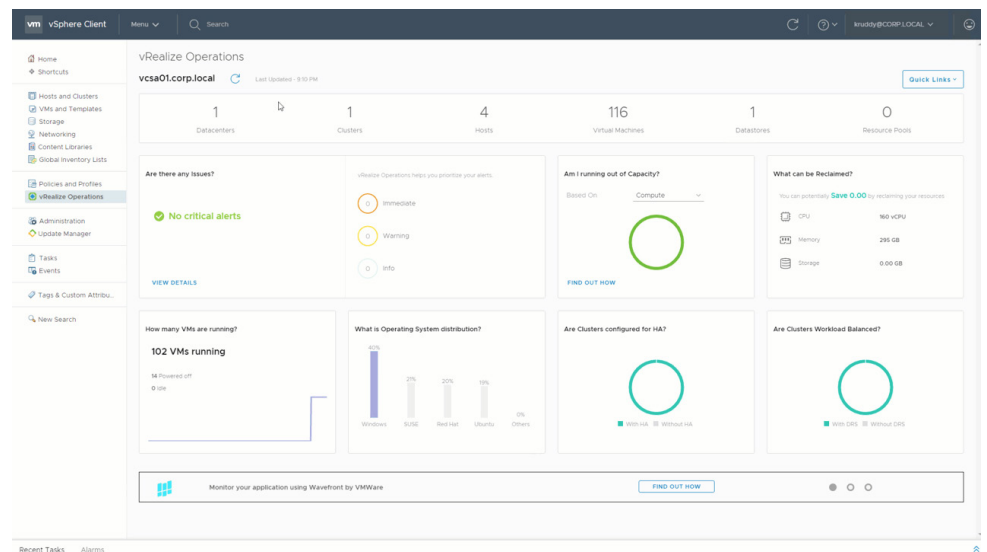 vm vSphere Client Menu Search kruddy@CORP.LOCAL
Home
Shortcuts
Hosts and Clusters
VMs and Templates
Storage
Networking
Content Libraries
Global Inventory Lists
Policies and Profiles
vRealize Operations
Administration
Update Manager
Tasks
Events
Tags & Custom Attribu...
New Search
vRealize Operations
vcsa01.corp.local Last Updated - 9:10 PM
Quick Links
1 1 4 116 1 0
Datacenters Clusters Hosts Virtual Machines Datastores Resource Pools
Are there any Issues?
No critical alerts
VIEW DETAILS
vRealize Operations helps you prioritize your alerts.
0 Immediate
0 Warning
0 Info
Am I running out of Capacity?
Based On Compute
FIND OUT HOW
What can be Reclaimed?
You can potentially Save 0.00 by reclaiming your resources
CPU 160 vCPU
Memory 295 GB
Storage 0.00 GB
How many VMs are running?
102 VMs running
14 Powered off
0 Idle
What is Operating System distribution?
40%
21% 20% 19%
0%
Windows SUSE Red Hat Ubuntu Others
Are Clusters configured for HA?
With HA Without HA
Are Clusters Workload Balanced?
With DRS Without DRS
Monitor your application using Wavefront by VMWare FIND OUT HOW
Recent Tasks Alarms